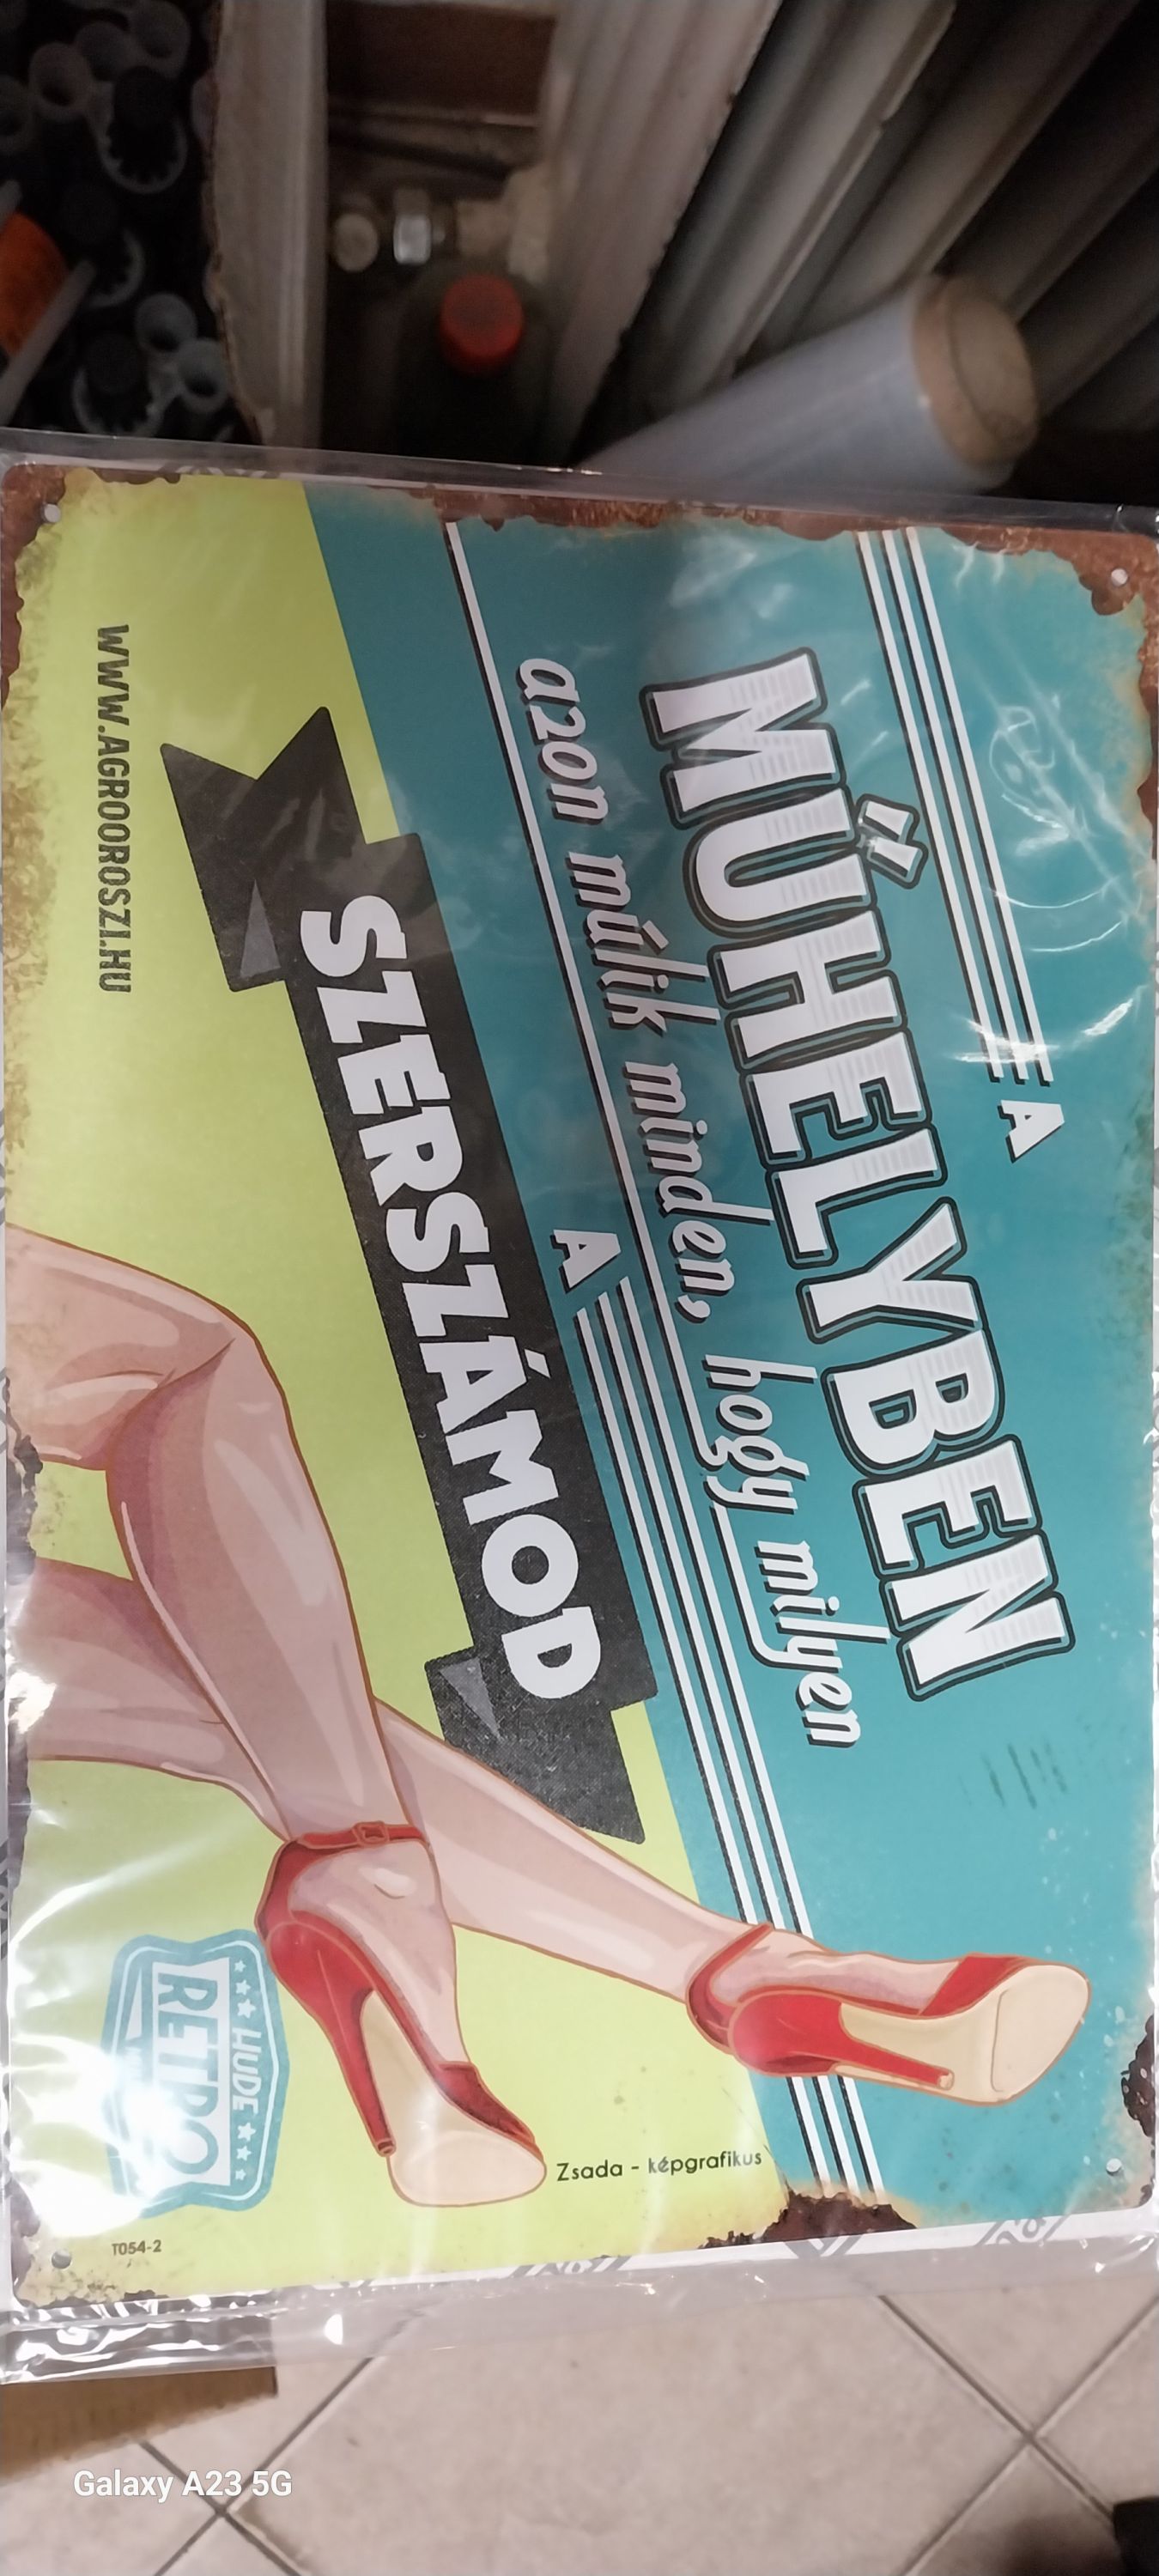 A
MŰHELYBEN
azon múlik minden, hogy milyen
A
SZERSZÁMOD
WWW.AGROOROSZI.HU
HUDE
RETRO
Zsada - képgrafikus
T054-2
Galaxy A23 5G